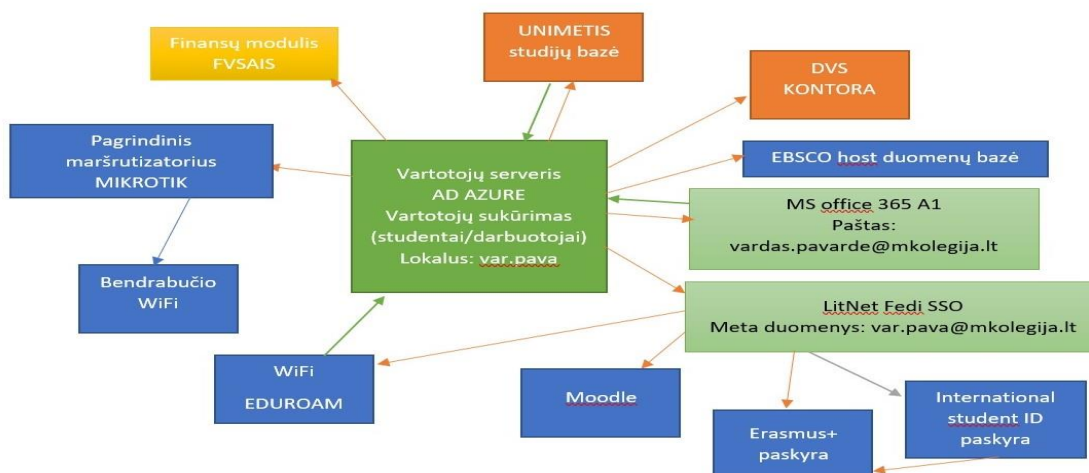 Finansų modulis
FVSAIS
UNIMETIS
studijų bazė
DVS
KONTORA
Pagrindinis
maršrutizatorius
MIKROTIK
Vartotojų serveris
AD AZURE
Vartotojų sukūrimas
(studentai/darbuotojai)
Lokalus: var.pava
EBSCO host duomenų bazė
MS office 365 A1
Paštas:
vardas.pavarde@mkolegija.lt
Bendrabučio
WiFi
LitNet Fedi SSO
Meta duomenys: var.pava@mkolegija.lt
WiFi
EDUROAM
Moodle
Erasmus+
paskyra
International
student ID
paskyra